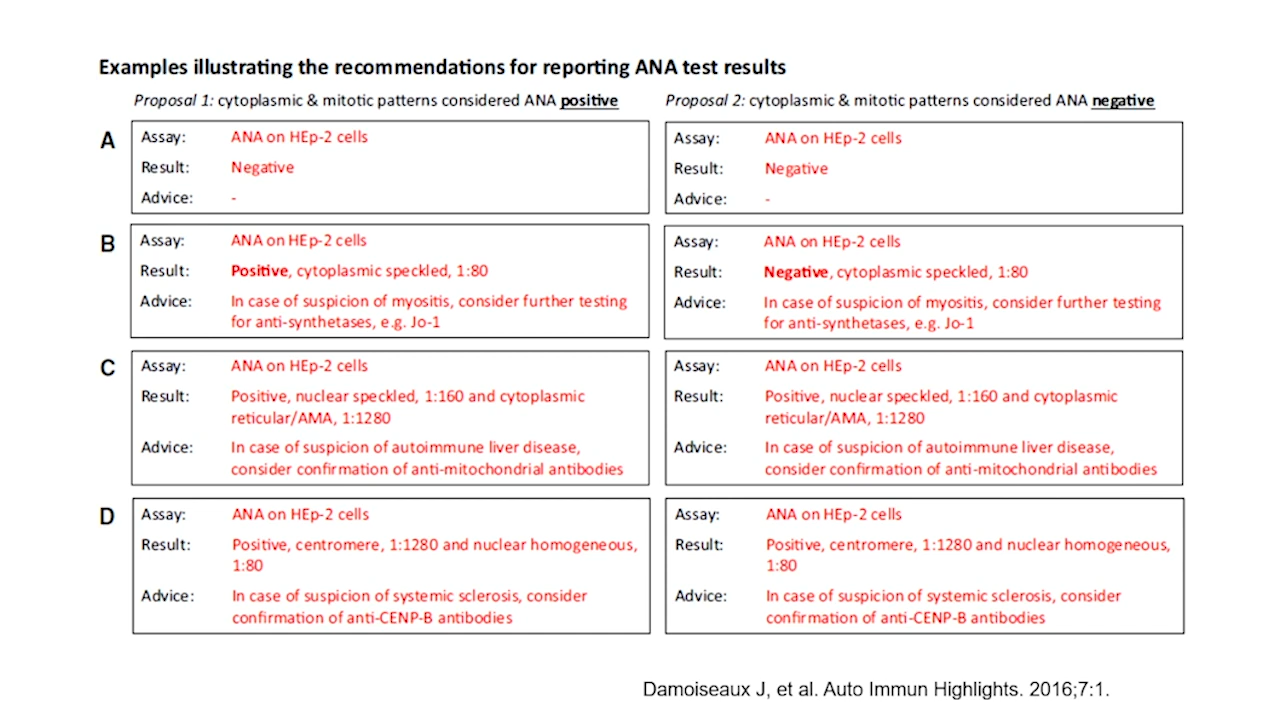 Examples illustrating the recommendations for reporting ANA test results
Proposal 1: cytoplasmic & mitotic patterns considered ANA positive
Proposal 2: cytoplasmic & mitotic patterns considered ANA negative
A
Assay: ANA on HEp-2 cells
Result: Negative
Advice: -
Assay: ANA on HEp-2 cells
Result: Negative
Advice: -
B
Assay: ANA on HEp-2 cells
Result: Positive, cytoplasmic speckled, 1:80
Advice: In case of suspicion of myositis, consider further testing
for anti-synthetases, e.g. Jo-1
Assay: ANA on HEp-2 cells
Result: Negative, cytoplasmic speckled, 1:80
Advice: In case of suspicion of myositis, consider further testing
for anti-synthetases, e.g. Jo-1
C
Assay: ANA on HEp-2 cells
Result: Positive, nuclear speckled, 1:160 and cytoplasmic
reticular/AMA, 1:1280
Advice: In case of suspicion of autoimmune liver disease,
consider confirmation of anti-mitochondrial antibodies
Assay: ANA on HEp-2 cells
Result: Positive, nuclear speckled, 1:160 and cytoplasmic
reticular/AMA, 1:1280
Advice: In case of suspicion of autoimmune liver disease,
consider confirmation of anti-mitochondrial antibodies
D
Assay: ANA on HEp-2 cells
Result: Positive, centromere, 1:1280 and nuclear homogeneous,
1:80
Advice: In case of suspicion of systemic sclerosis, consider
confirmation of anti-CENP-B antibodies
Assay: ANA on HEp-2 cells
Result: Positive, centromere, 1:1280 and nuclear homogeneous,
1:80
Advice: In case of suspicion of systemic sclerosis, consider
confirmation of anti-CENP-B antibodies
Damoiseaux J, et al. Auto Immun Highlights. 2016;7:1.